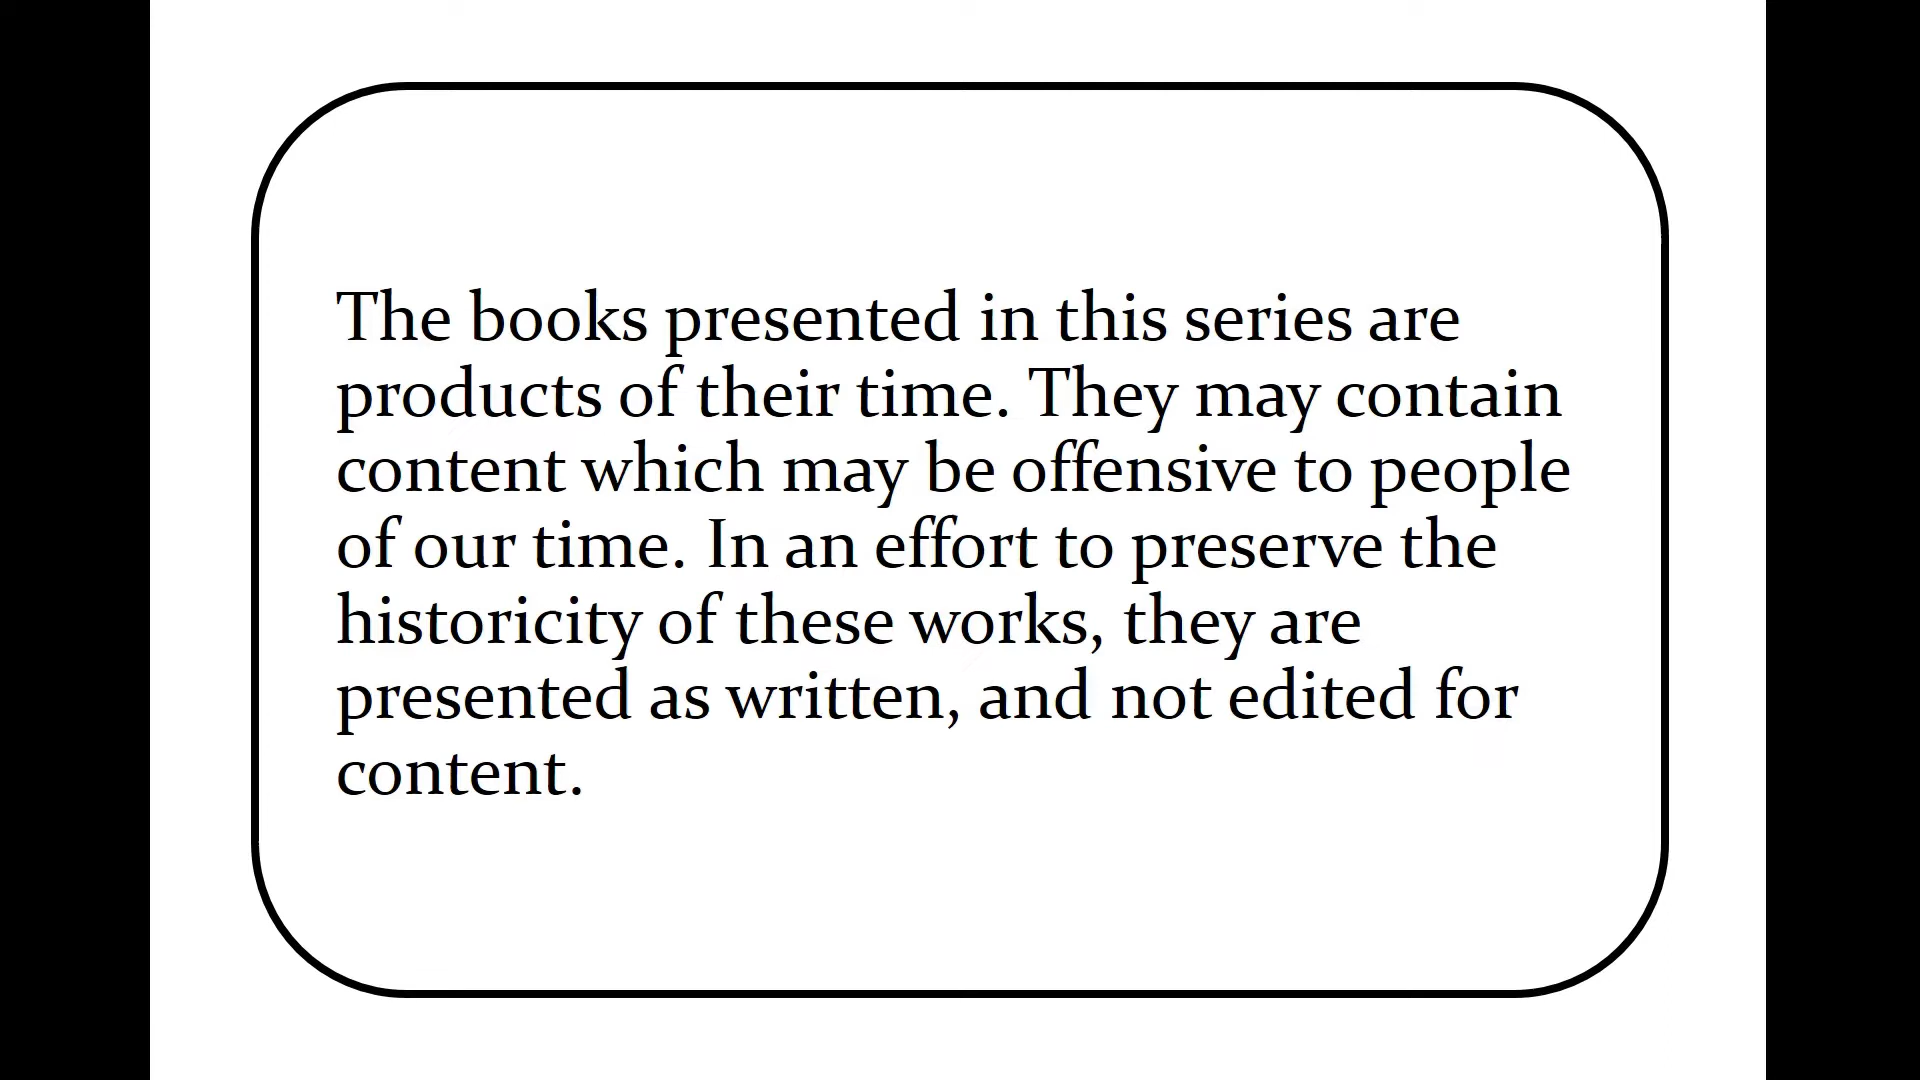 The books presented in this series are
products of their time. They may contain
content which may be offensive to people
of our time. In an effort to preserve the
historicity of these works, they are
presented as written, and not edited for
content.